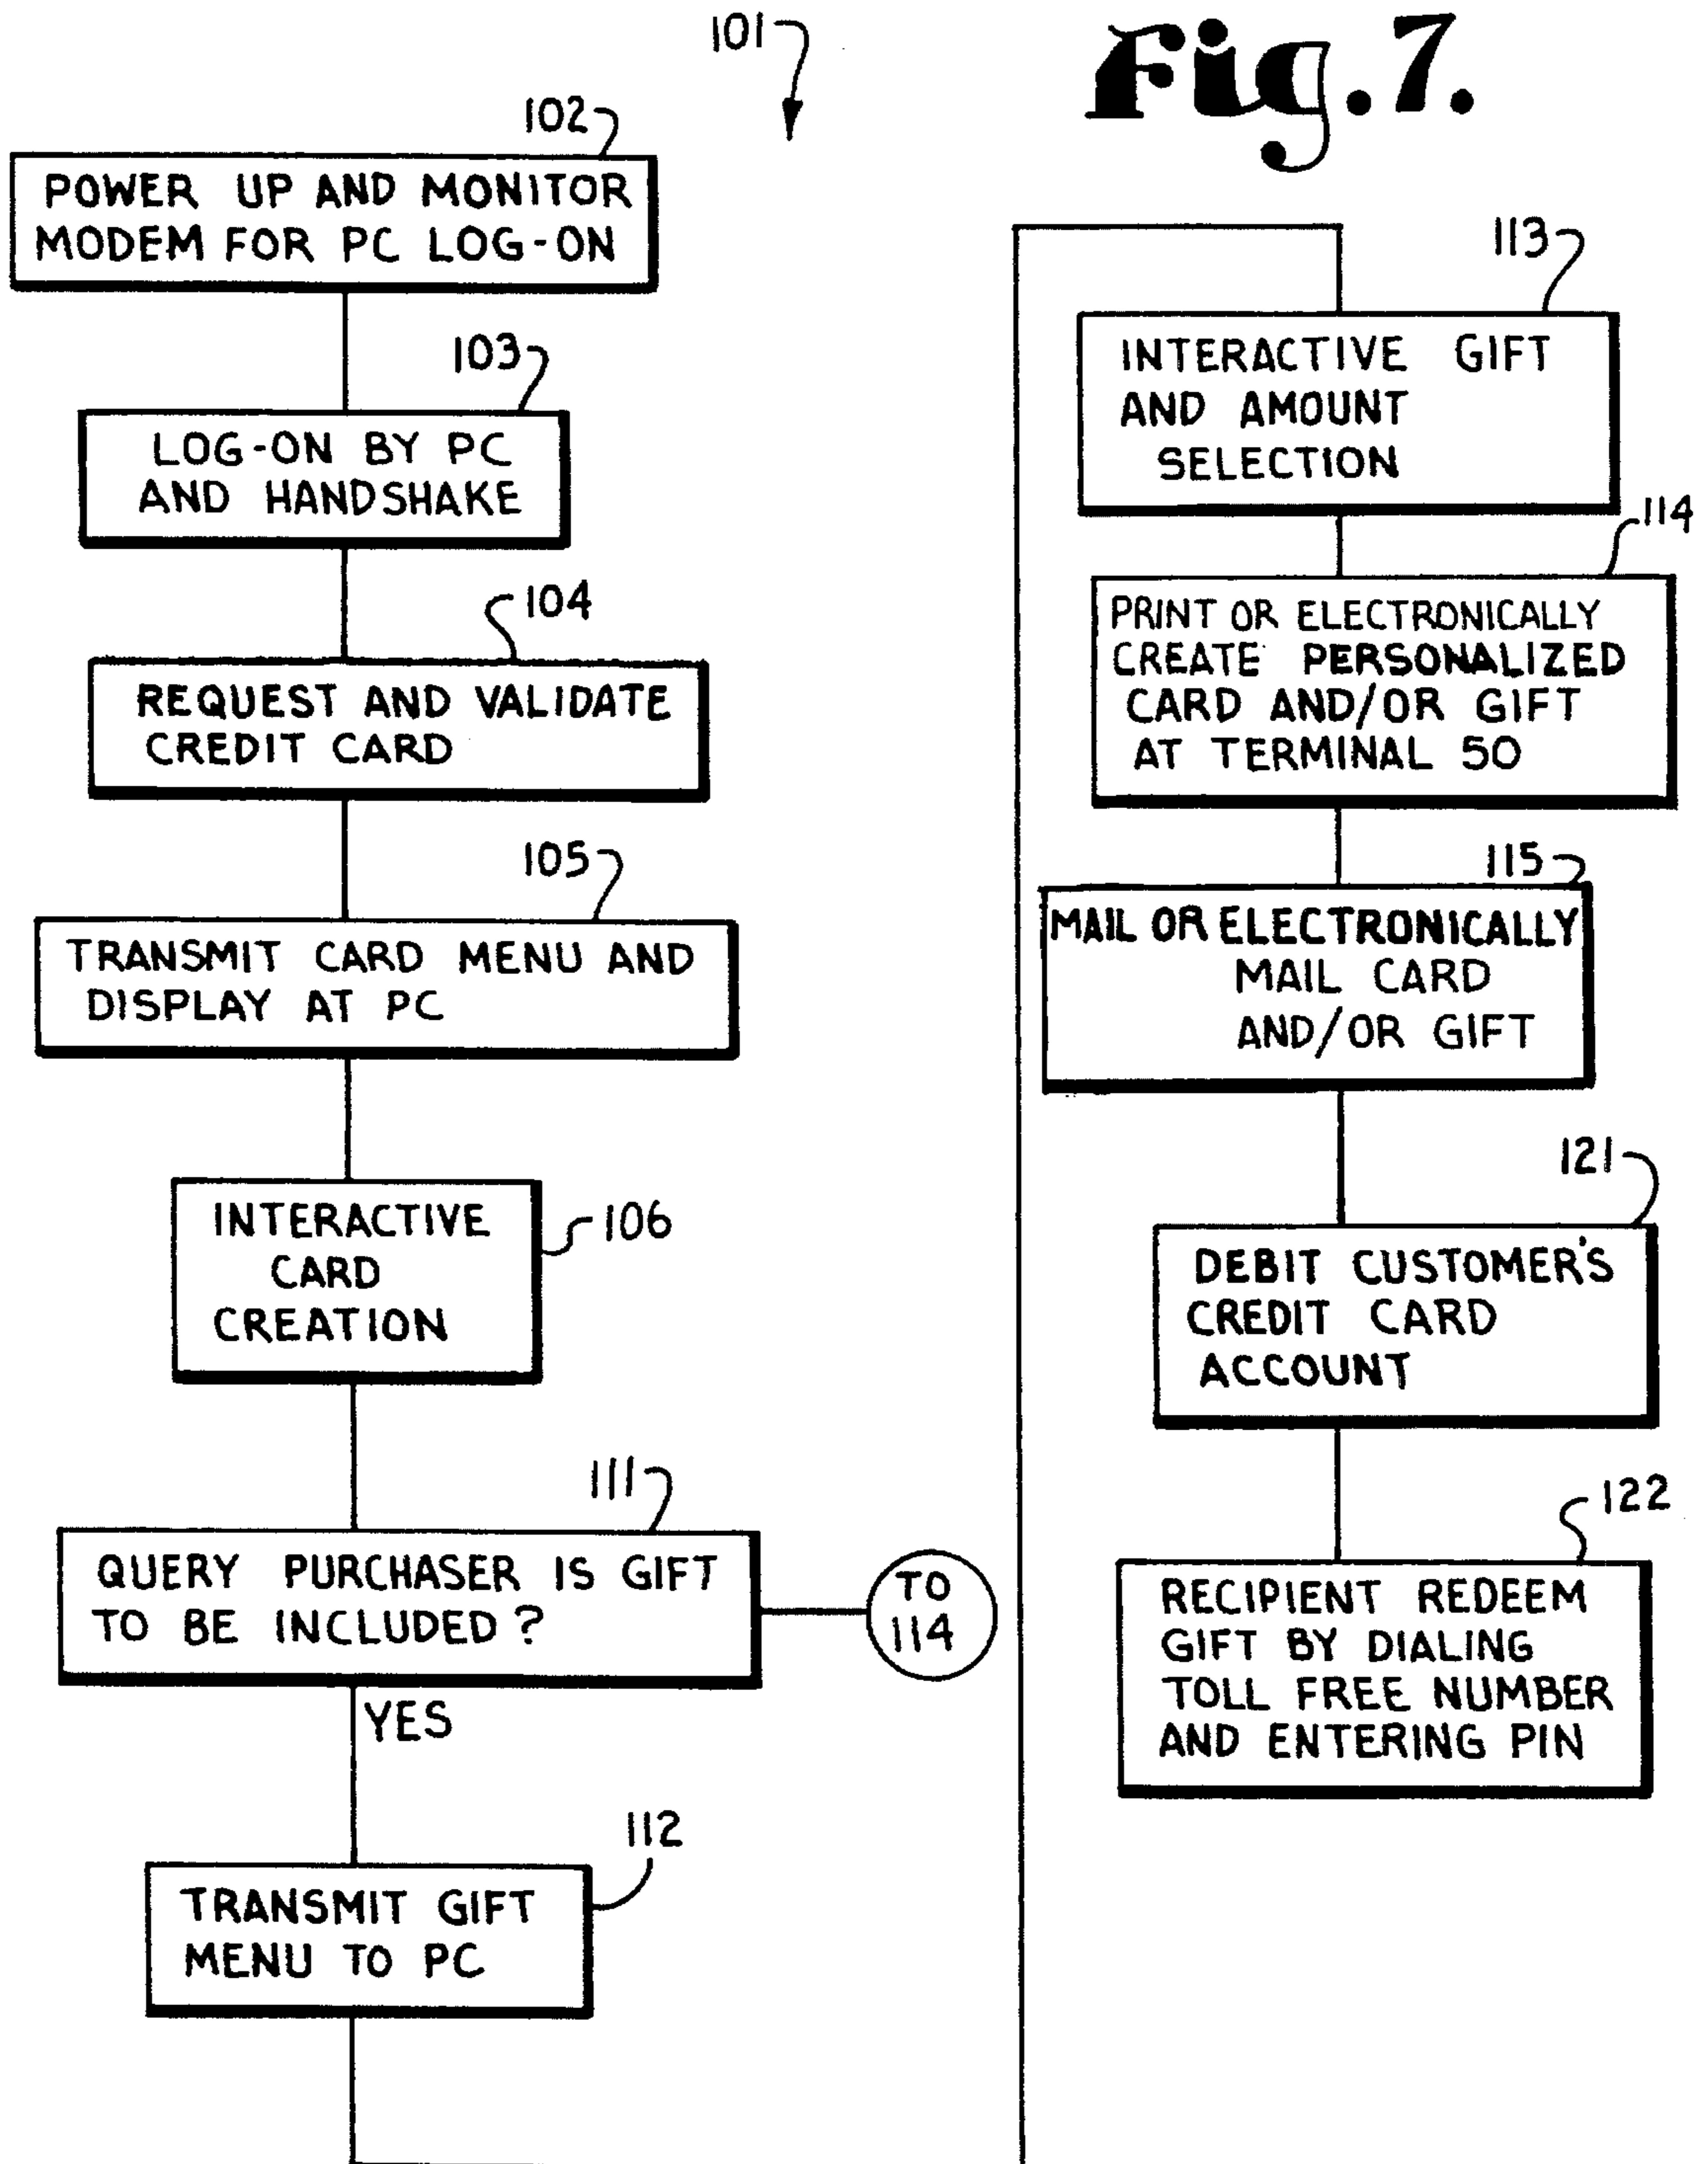 101
Fig.7.
102
POWER UP AND MONITOR
MODEM FOR PC LOG-ON
103
LOG-ON BY PC
AND HANDSHAKE
104
REQUEST AND VALIDATE
CREDIT CARD
105
TRANSMIT CARD MENU AND
DISPLAY AT PC
106
INTERACTIVE
CARD
CREATION
111
QUERY PURCHASER IS GIFT
TO BE INCLUDED?
TO
114
YES
112
TRANSMIT GIFT
MENU TO PC
113
INTERACTIVE GIFT
AND AMOUNT
SELECTION
114
PRINT OR ELECTRONICALLY
CREATE PERSONALIZED
CARD AND/OR GIFT
AT TERMINAL 50
115
MAIL OR ELECTRONICALLY
MAIL CARD
AND/OR GIFT
121
DEBIT CUSTOMER'S
CREDIT CARD
ACCOUNT
122
RECIPIENT REDEEM
GIFT BY DIALING
TOLL FREE NUMBER
AND ENTERING PIN